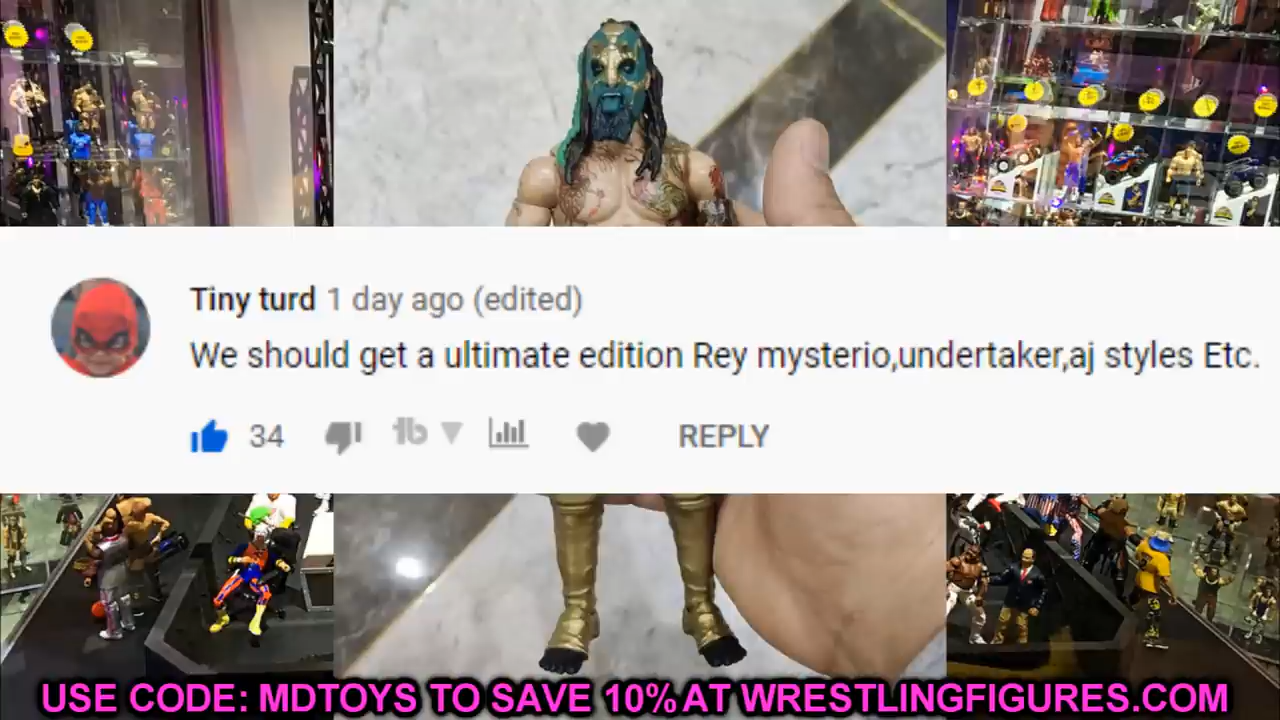 Tiny turd 1 day ago (edited)
We should get a ultimate edition Rey mysterio,undertaker,aj styles Etc.
34 REPLY
USE CODE: MDTOYS TO SAVE 10% AT WRESTLINGFIGURES.COM